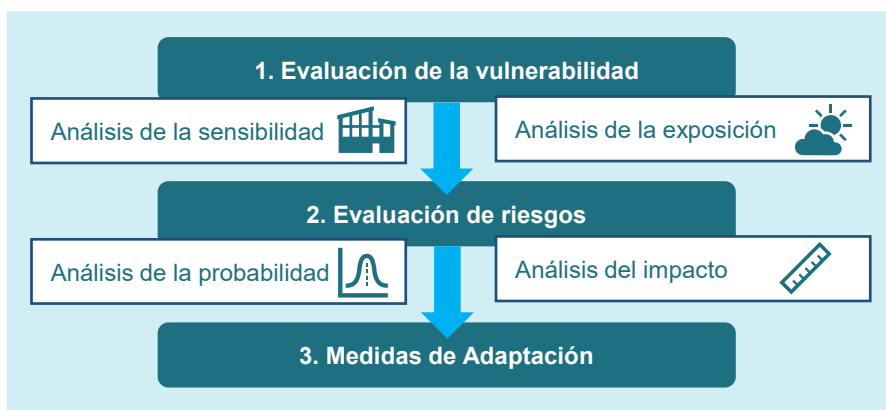 1. Evaluación de la vulnerabilidad
Análisis de la sensibilidad
Análisis de la exposición
2. Evaluación de riesgos
Análisis de la probabilidad
Análisis del impacto
3. Medidas de Adaptación